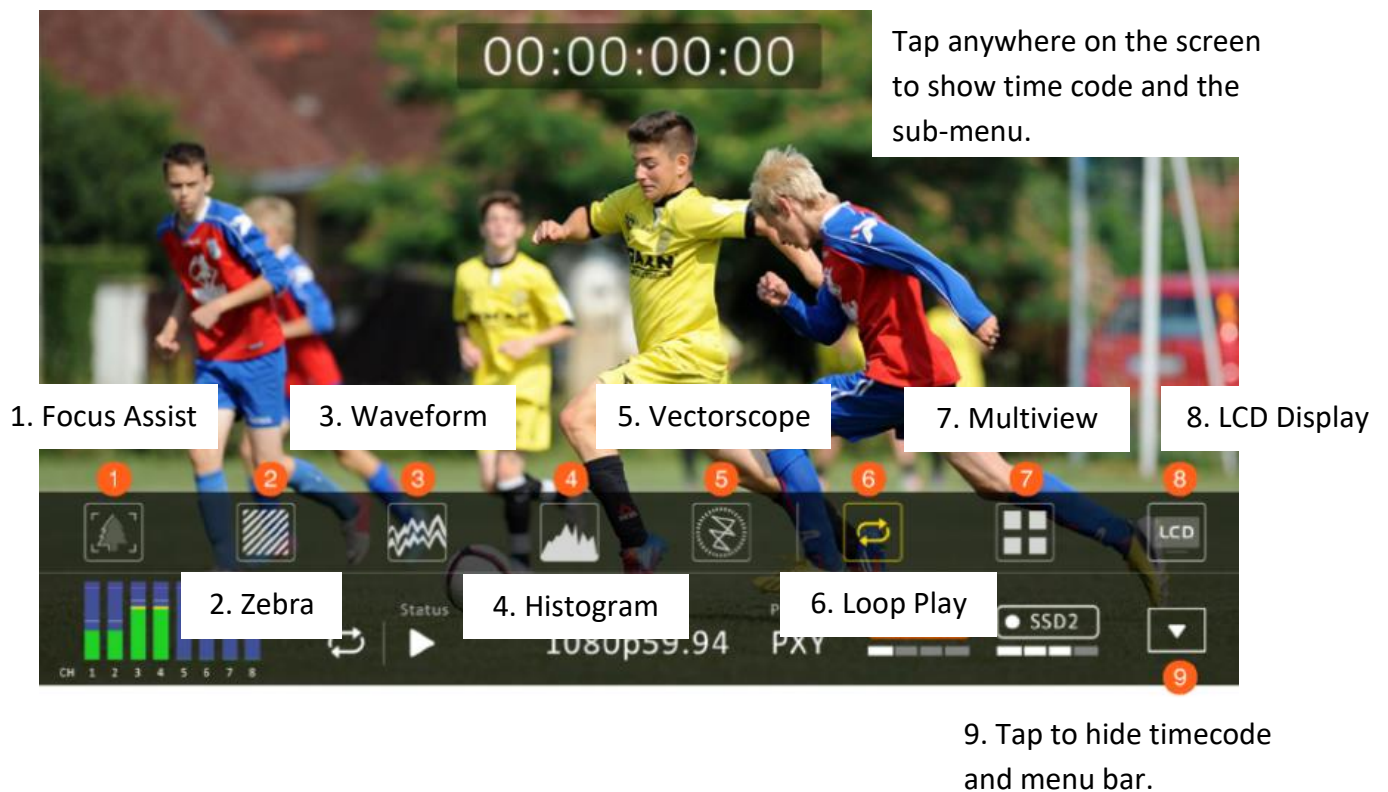 00:00:00:00
Tap anywhere on the screen
to show time code and the
sub-menu.
1. Focus Assist
3. Waveform
5. Vectorscope
7. Multiview
8. LCD Display
1
2
3
4
5
6
7
8
LCD
2. Zebra
4. Histogram
6. Loop Play
Status
1080p59.94
PXY
SSD2
CH 1 2 3 4 5 6 7 8
9
9. Tap to hide timecode
and menu bar.